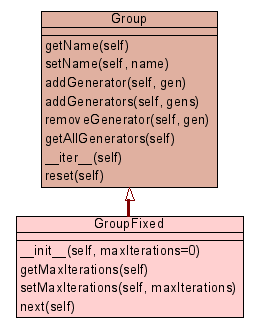 Group
getName(self)
setName(self, name)
addGenerator(self, gen)
addGenerators(self, gens)
removeGenerator(self, gen)
getAllGenerators(self)
__iter__(self)
reset(self)
GroupFixed
__init__(self, maxIterations=0)
getMaxIterations(self)
setMaxIterations(self, maxIterations)
next(self)